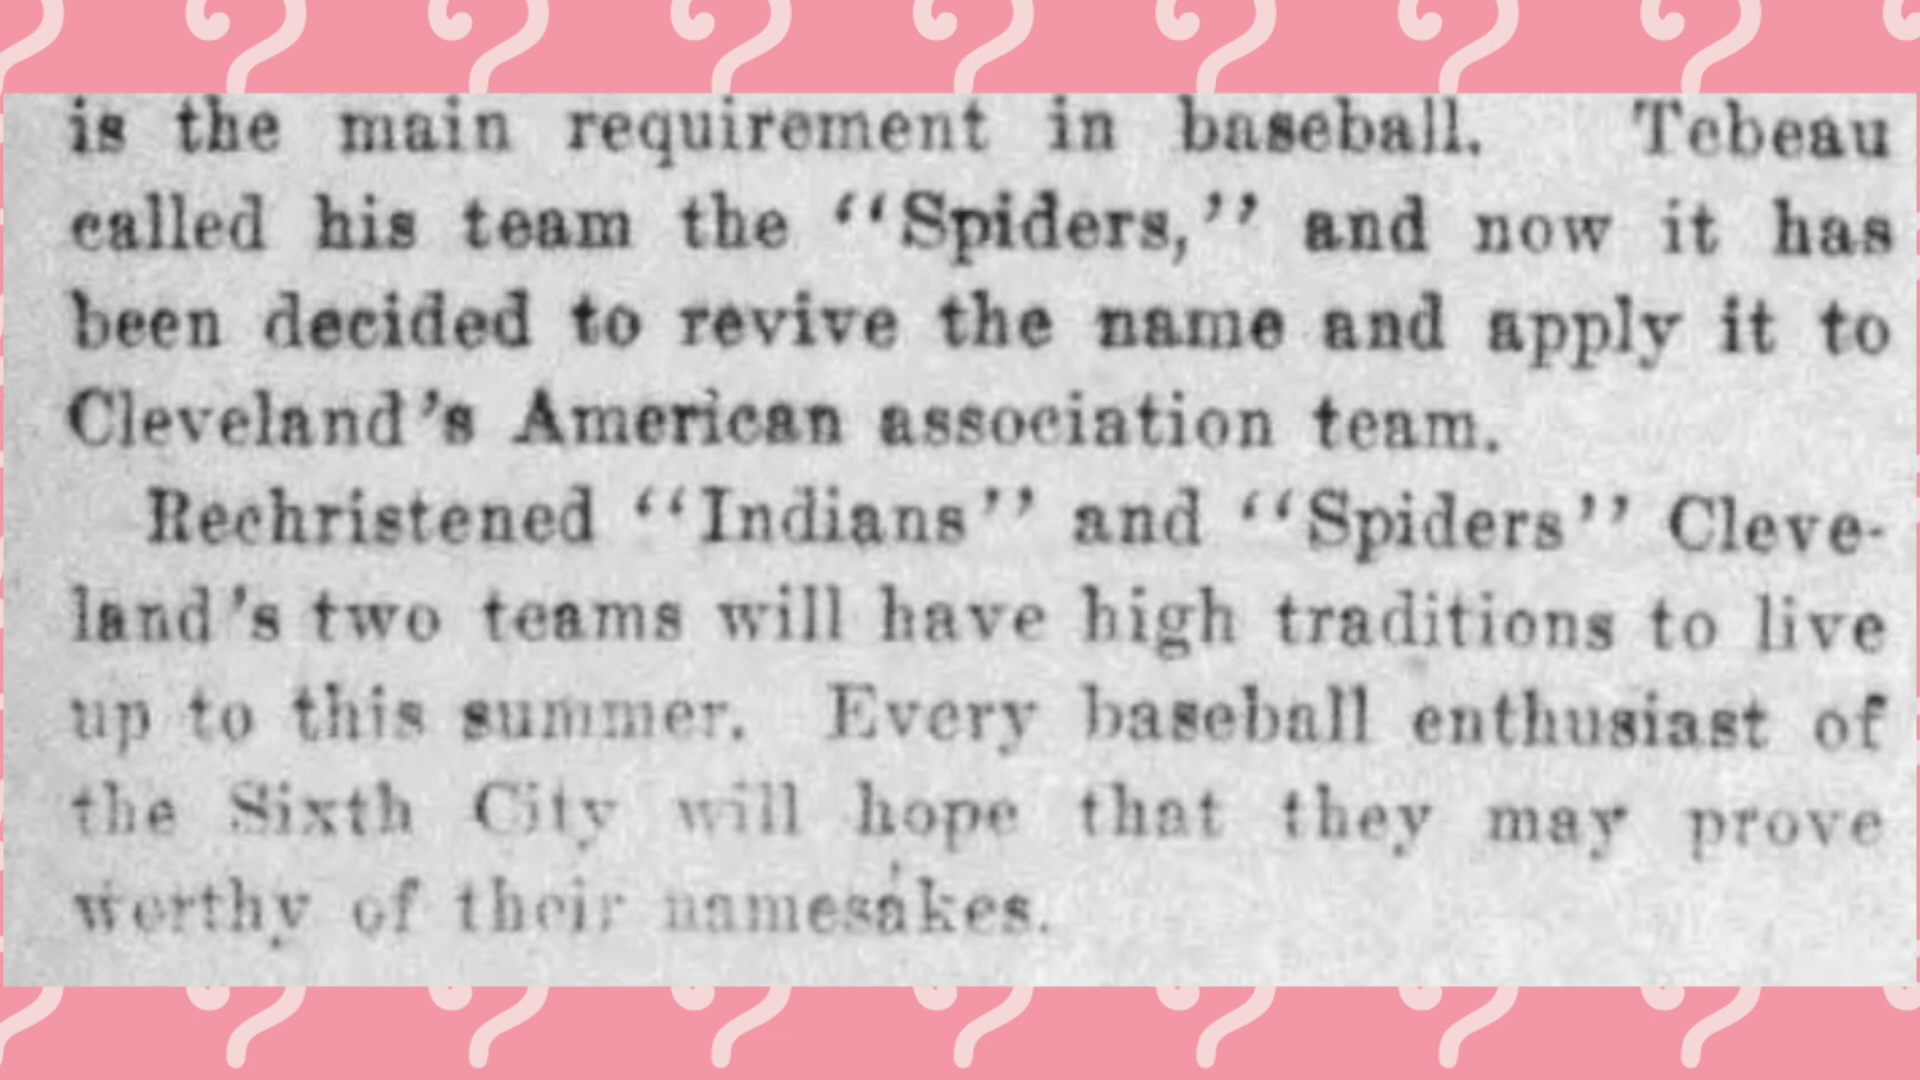 is the main requirement in baseball. Tebeau
called his team the ‘‘Spiders,’’ and now it has
been decided to revive the name and apply it to
Cleveland’s American association team.
Rechristened ‘‘Indians’’ and ‘‘Spiders’’ Cleve-
land’s two teams will have high traditions to live
up to this summer. Every baseball enthusiast of
the Sixth City will hope that they may prove
worthy of their namesakes.